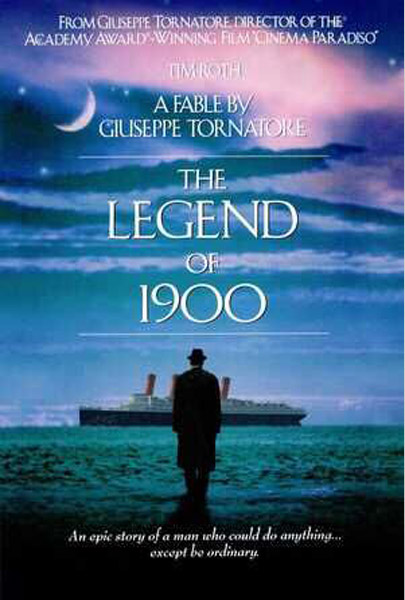 FROM GIUSEPPE TORNATORE, DIRECTOR OF THE
ACADEMY AWARD®-WINNING FILM "CINEMA PARADISO"
TIM ROTH
A FABLE BY
GIUSEPPE TORNATORE
THE
LEGEND
OF
1900
An epic story of a man who could do anything...
except be ordinary.